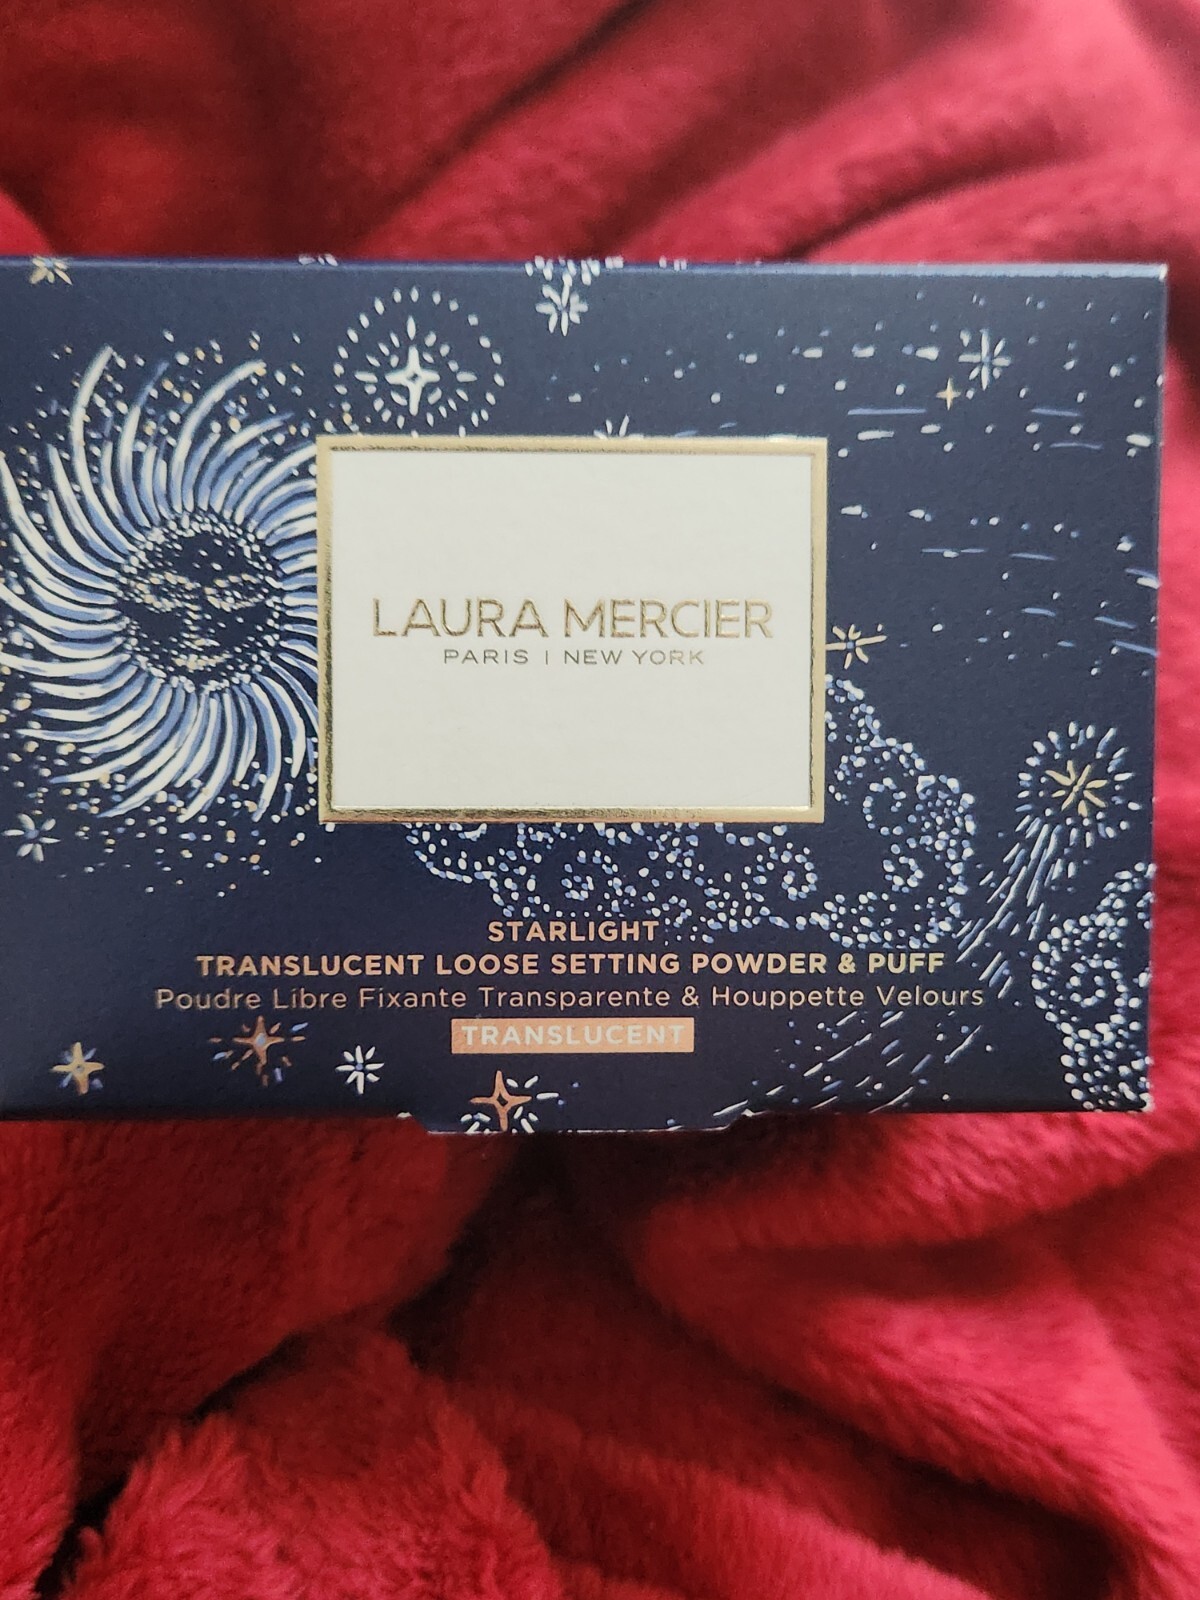 LAURA MERCIER
PARIS | NEW YORK
STARLIGHT
TRANSLUCENT LOOSE SETTING POWDER & PUFF
Poudre Libre Fixante Transparente & Houppette Velours
TRANSLUCENT